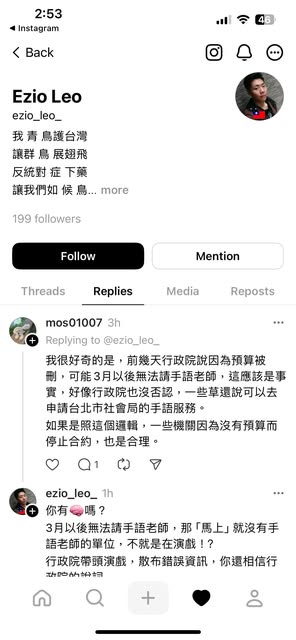 2:53
46
Instagram
Back
Ezio Leo
ezio_leo_
我 青 鳥護台灣
讓群 鳥 展翅飛
反統對 症 下藥
讓我們如 候 鳥... more
199 followers
Follow
Mention
Threads Replies Media Reposts
mos01007 3h
Replying to @ezio_leo_
我很好奇的是，前幾天行政院說因為預算被
刪，可能3月以後無法請手語老師，這應該是事
實，好像行政院也沒否認，一些草還說可以去
申請台北市社會局的手語服務。
如果是照這個邏輯，一些機關因為沒有預算而
停止合約，也是合理。
1
ezio_leo_ 1h
你有🧠嗎？
3月以後無法請手語老師，那「馬上」就沒有手
語老師的單位，不就是在演戲！？
行政院帶頭演戲，散布錯誤資訊，你還相信行
政院的說詞